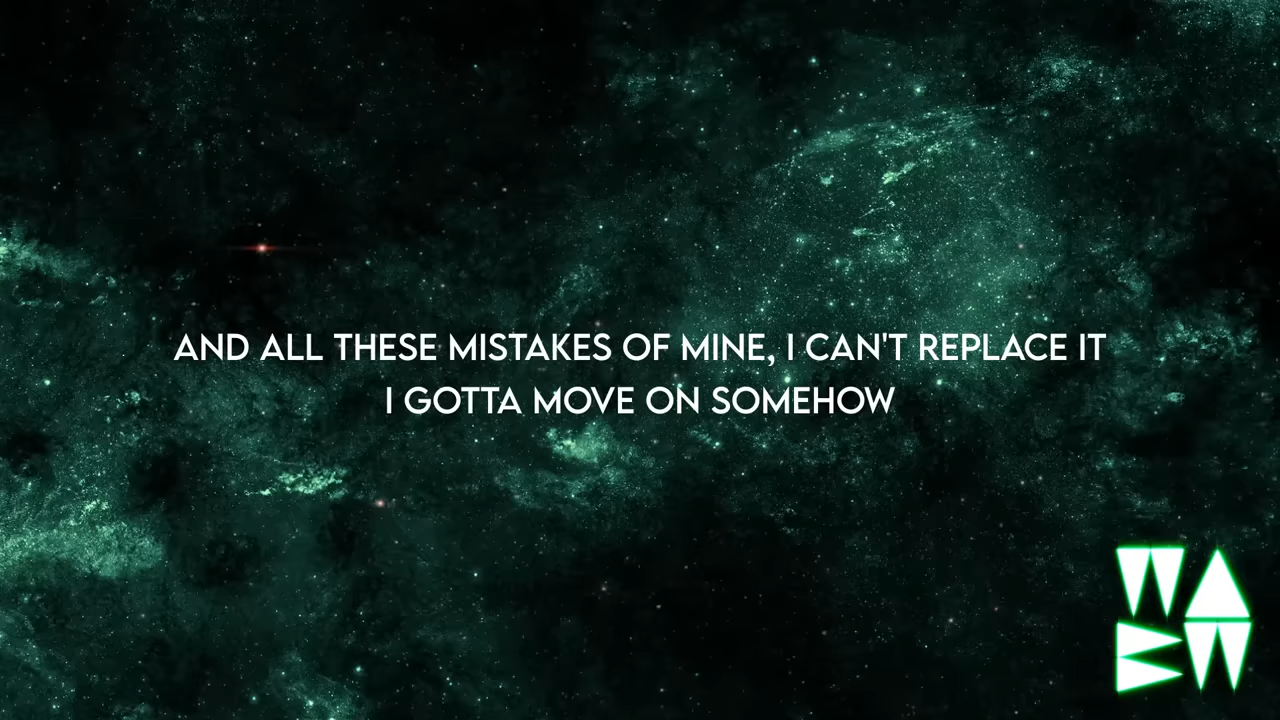 AND ALL THESE MISTAKES OF MINE, I CAN'T REPLACE IT
I GOTTA MOVE ON SOMEHOW